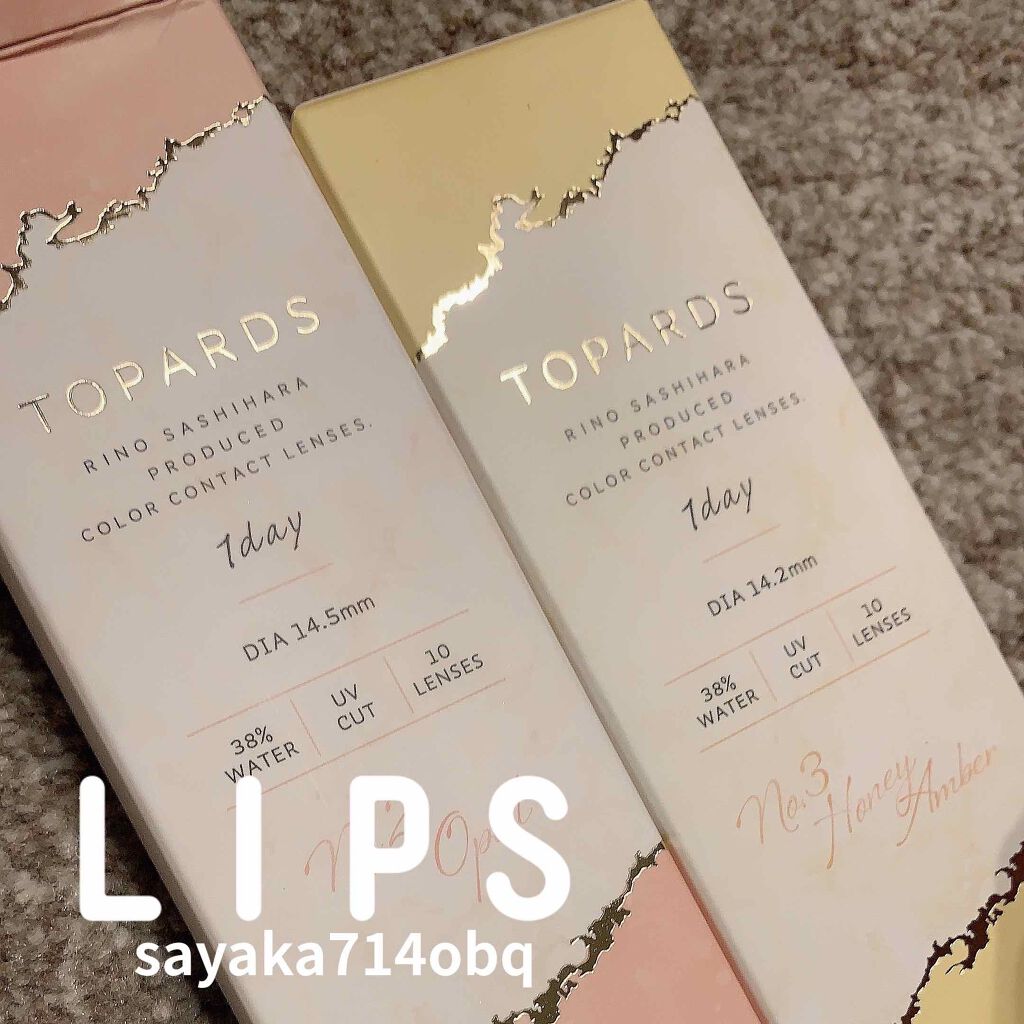 TOPARDS
RINO SASHIHARA
PRODUCED
COLOR CONTACT LENSES.
1day
DIA 14.5mm
38%
WATER
UV
CUT
10
LENSES
TOPARDS
RINO SASHIHARA
PRODUCED
COLOR CONTACT LENSES.
1day
DIA 14.2mm
38%
WATER
UV
CUT
10
LENSES
No.3
Honey
Amber
LIPS
sayaka714obq